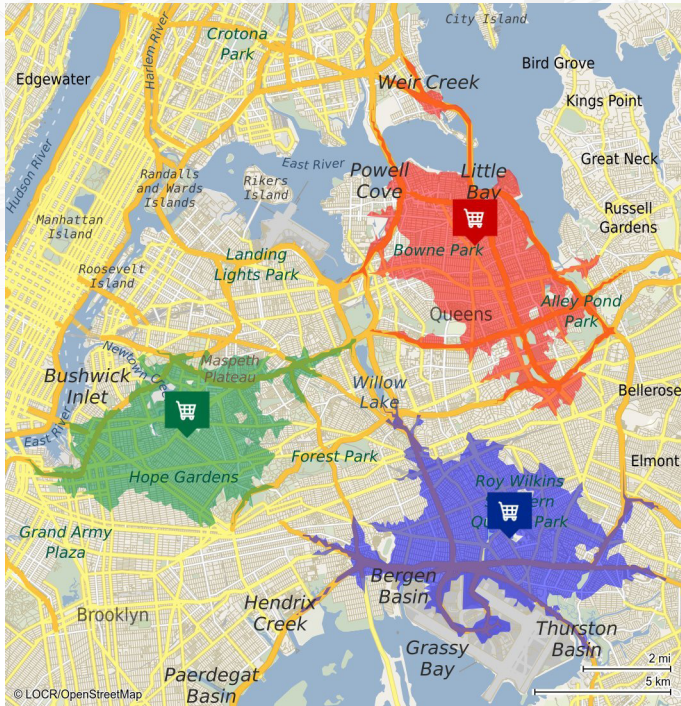 City Island
Crotona
Park
Harlem River
Edgewater
Bird Grove
Weir Creek
Kings Point
Hudson River
East River
Great Neck
Randalls
and Wards
Islands
Rikers
Island
Powell
Cove
Little
Bay
Manhattan
Island
Russell
Gardens
Landing
Lights Park
Bowne Park
Roosevelt
Island
Queens
Alley Pond
Park
Newtown
Maspeth
Plateau
Bushwick
Inlet
Willow
Lake
Bellerose
East River
Forest Park
Elmont
Hope Gardens
Roy Wilkins
ern
Park
Grand Army
Plaza
Bergen
Basin
Hendrix
Creek
Brooklyn
Thurston
Basin
Grassy
Bay
2 mi
Paerdegat
Basin
5 km
© LOCR/OpenStreetMap